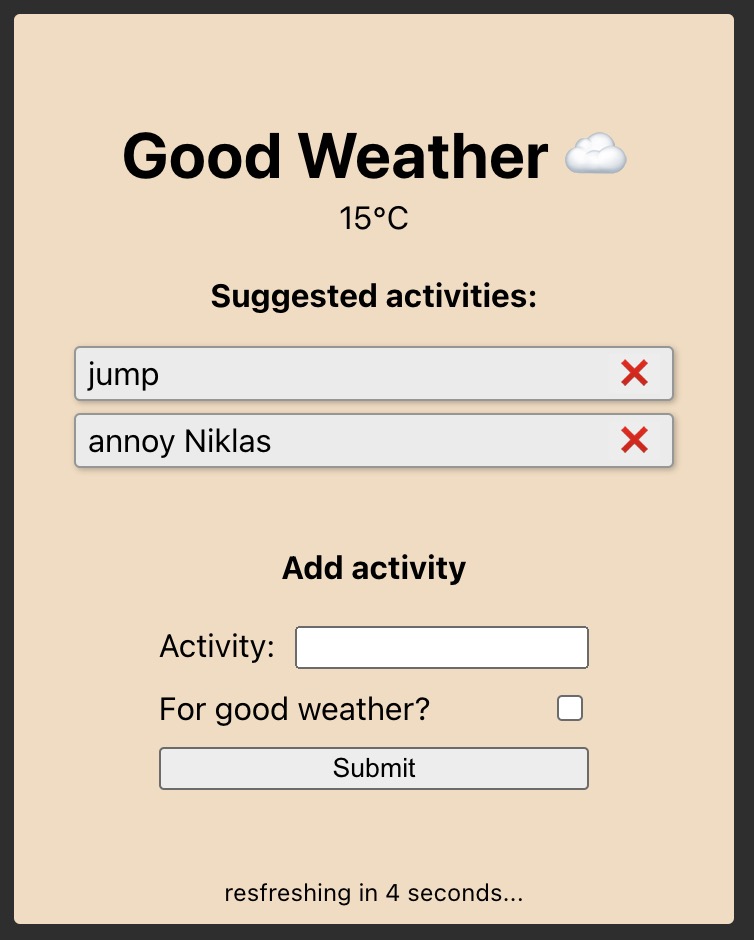 Good Weather ☁️
15°C
Suggested activities:
jump ❌
annoy Niklas ❌
Add activity
Activity:
For good weather?
Submit
resfreshing in 4 seconds...